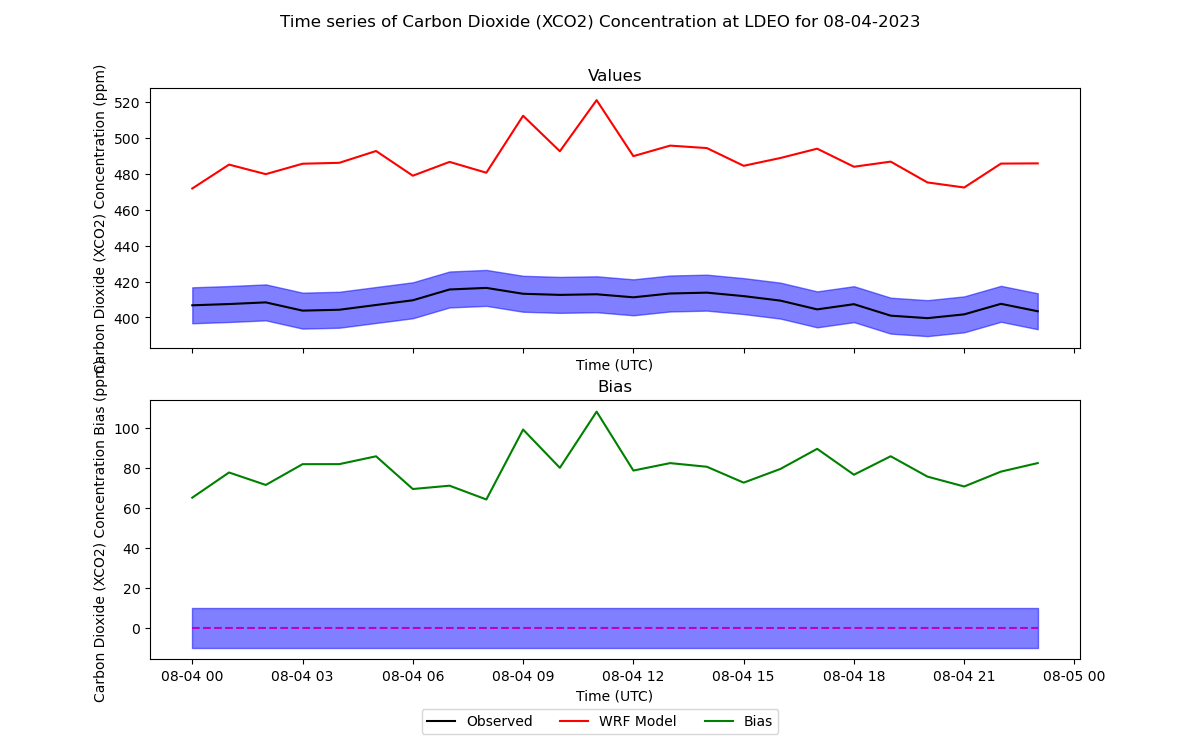 Time series of Carbon Dioxide (XCO2) Concentration at LDEO for 08-04-2023
Values
Carbon Dioxide (XCO2) Concentration (ppm)
520
500
480
460
440
420
400
Time (UTC)
Bias
Carbon Dioxide (XCO2) Concentration Bias (ppm)
100
80
60
40
20
0
08-04 00 08-04 03 08-04 06 08-04 09 08-04 12 08-04 15 08-04 18 08-04 21 08-05 00
Time (UTC)
Observed WRF Model Bias